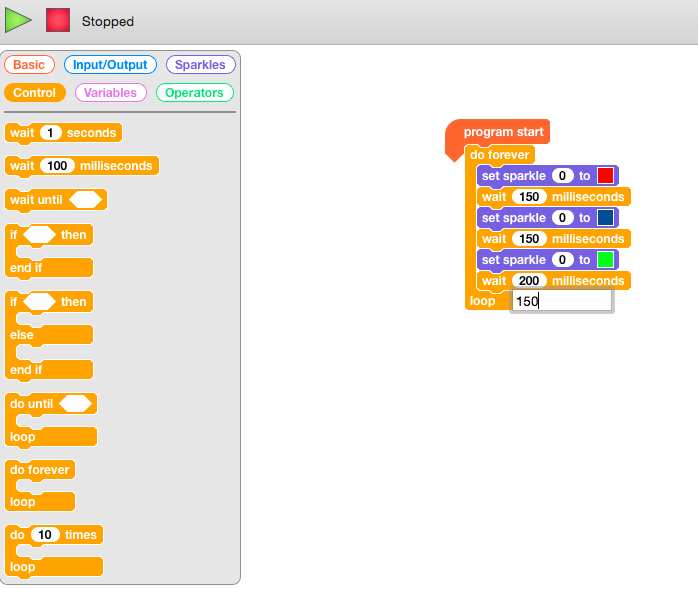 Stopped
Basic Input/Output Sparkles
Control Variables Operators
wait 1 seconds
wait 100 milliseconds
wait until
if then
end if
if then
else
end if
do until
loop
do forever
loop
do 10 times
loop
program start
do forever
set sparkle 0 to
wait 150 milliseconds
set sparkle 0 to
wait 150 milliseconds
set sparkle 0 to
wait 200 milliseconds
loop 150